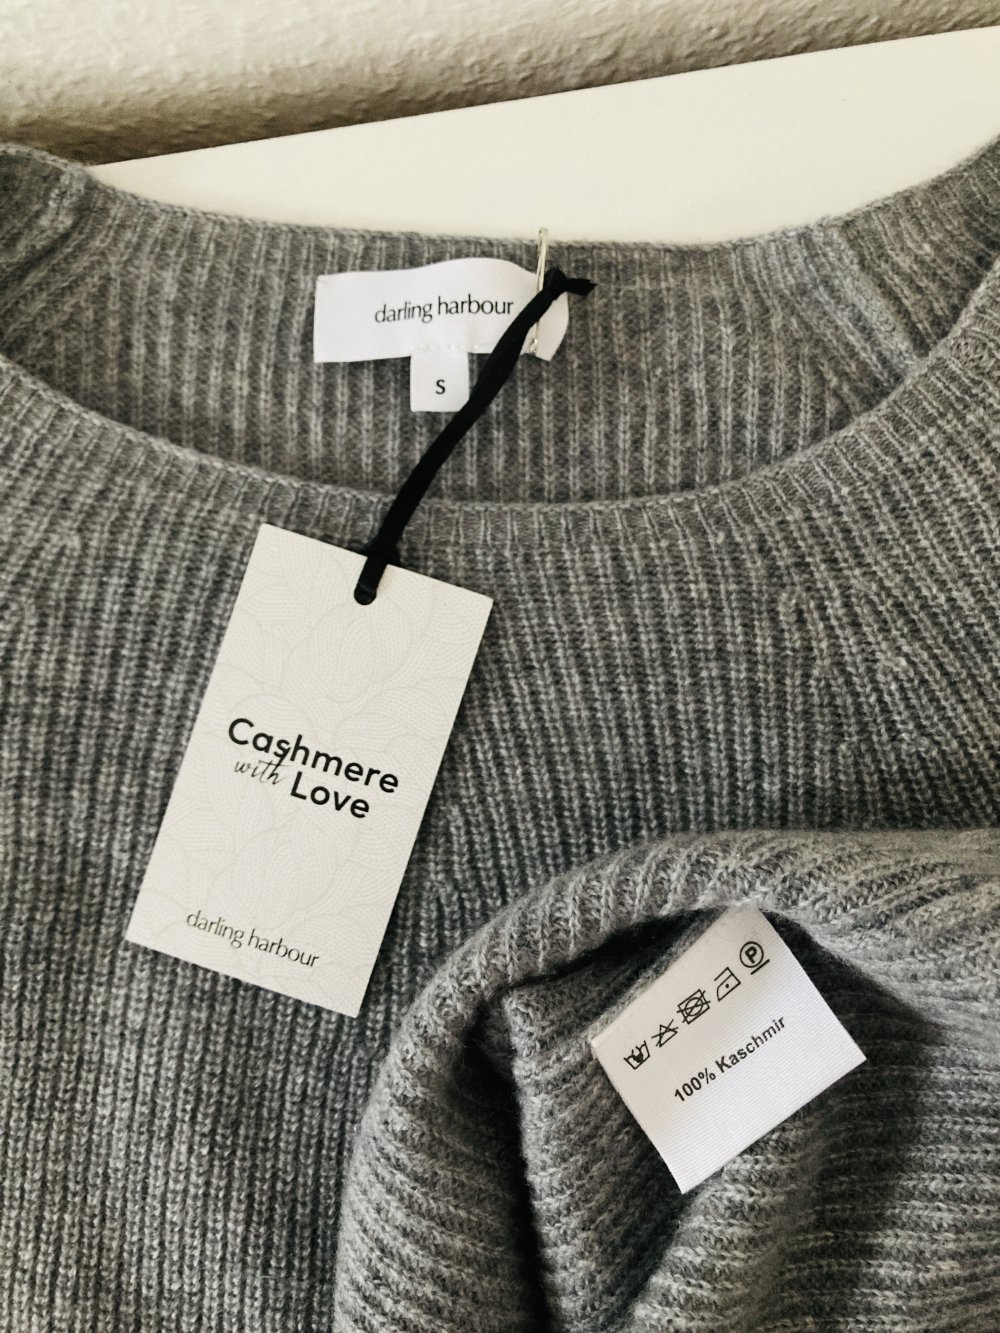 darling harbour
S
Cashmere
with Love
darling harbour
P
100% Kaschmir